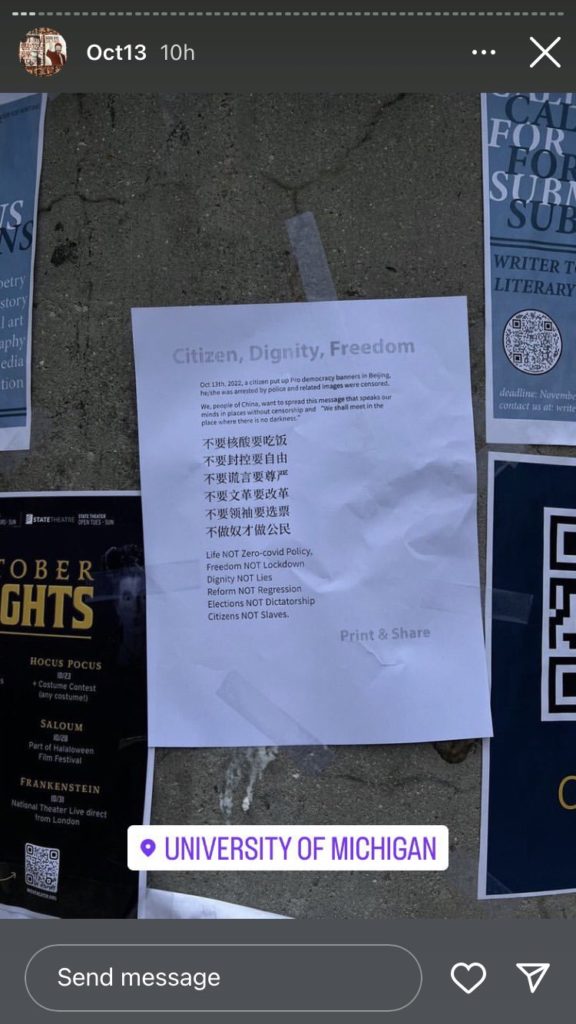 Oct13 10h
NS
etry
story
l art
aphy
edia
ition
CALL
CAL
FOR
FOR
SUBM
SUB
WRITER TO
LITERARY
deadline: Novembe
contact us at: write
Citizen, Dignity, Freedom
Oct 13th, 2022, a citizen put up Pro democracy banners in Beijing,
he/she was arrested by police and related images were censored.
We, people of China, want to spread this message that speaks our
minds in places without censorship and "We shall meet in the
place where there is no darkness."
不要核酸要吃饭
不要封控要自由
不要谎言要尊严
不要文革要改革
不要领袖要选票
不做奴才做公民
Life NOT Zero-covid Policy,
Freedom NOT Lockdown
Dignity NOT Lies
Reform NOT Regression
Elections NOT Dictatorship
Citizens NOT Slaves.
Print & Share
STATE THEATRE
STATE THEATER
OPEN TUES - SUN
TOBER
GHTS
HOCUS POCUS
10/23
+ Costume Contest
(any costume!)
SALOUM
10/28
Part of Halaloween
Film Festival
FRANKENSTEIN
10/31
National Theater Live direct
from London
UNIVERSITY OF MICHIGAN
Send message